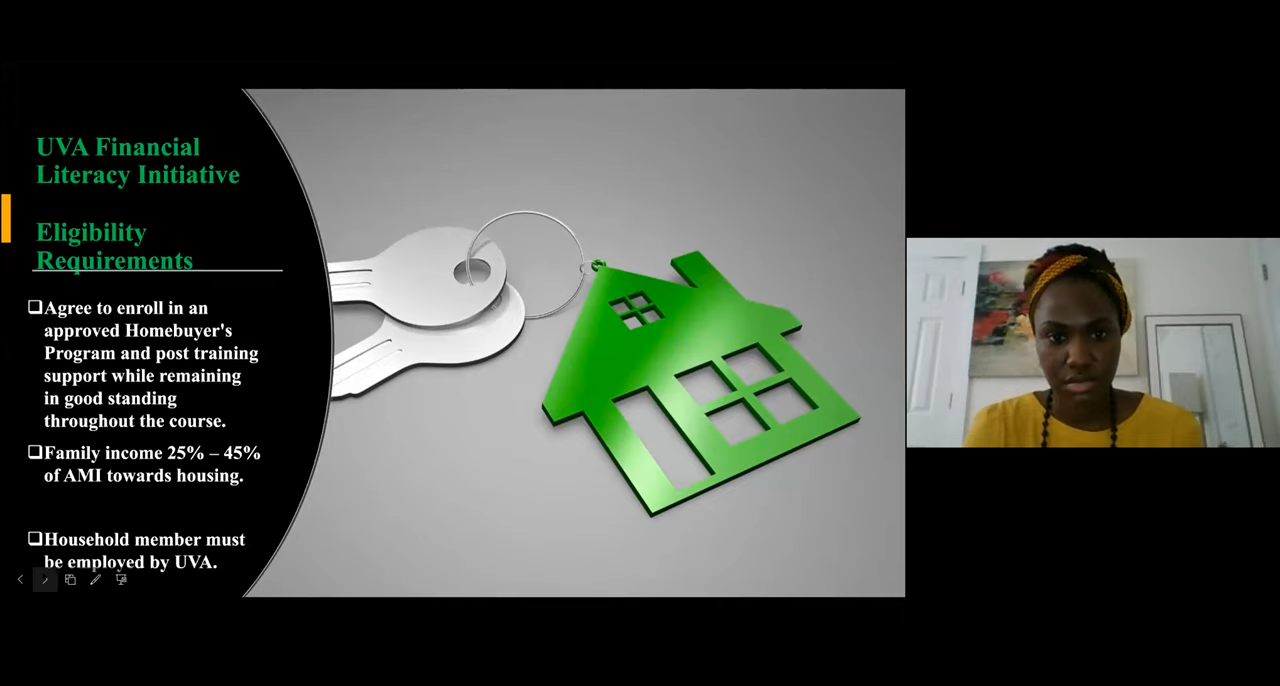 UVA Financial
Literacy Initiative
Eligibility
Requirements
❑Agree to enroll in an
approved Homebuyer's
Program and post training
support while remaining
in good standing
throughout the course.
❑Family income 25% – 45%
of AMI towards housing.
❑Household member must
be employed by UVA.